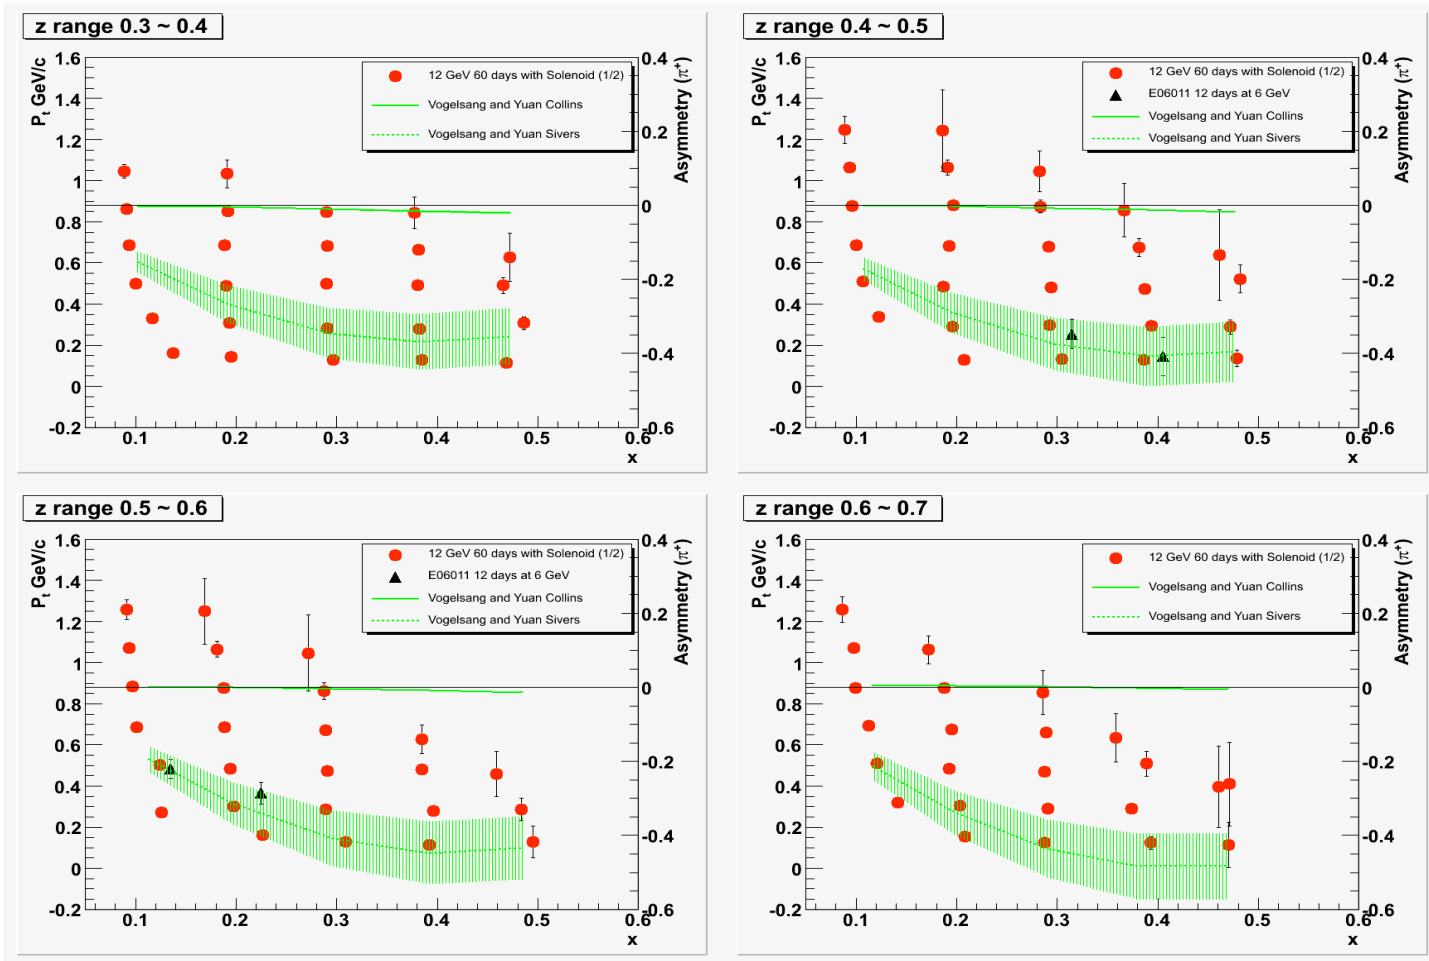 z range 0.3 ~ 0.4
P_t GeV/c
1.6
1.4
1.2
1
0.8
0.6
0.4
0.2
0
-0.2
12 GeV 60 days with Solenoid (1/2)
Vogelsang and Yuan Collins
Vogelsang and Yuan Sivers
0.4
0.2
0
-0.2
-0.4
-0.6
Asymmetry (π⁺)
0.1 0.2 0.3 0.4 0.5 0.6
x
z range 0.4 ~ 0.5
P_t GeV/c
1.6
1.4
1.2
1
0.8
0.6
0.4
0.2
0
-0.2
12 GeV 60 days with Solenoid (1/2)
E06011 12 days at 6 GeV
Vogelsang and Yuan Collins
Vogelsang and Yuan Sivers
0.4
0.2
0
-0.2
-0.4
-0.6
Asymmetry (π⁺)
0.1 0.2 0.3 0.4 0.5 0.6
x
z range 0.5 ~ 0.6
P_t GeV/c
1.6
1.4
1.2
1
0.8
0.6
0.4
0.2
0
-0.2
12 GeV 60 days with Solenoid (1/2)
E06011 12 days at 6 GeV
Vogelsang and Yuan Collins
Vogelsang and Yuan Sivers
0.4
0.2
0
-0.2
-0.4
-0.6
Asymmetry (π⁺)
0.1 0.2 0.3 0.4 0.5 0.6
x
z range 0.6 ~ 0.7
P_t GeV/c
1.6
1.4
1.2
1
0.8
0.6
0.4
0.2
0
-0.2
12 GeV 60 days with Solenoid (1/2)
Vogelsang and Yuan Collins
Vogelsang and Yuan Sivers
0.4
0.2
0
-0.2
-0.4
-0.6
Asymmetry (π⁺)
0.1 0.2 0.3 0.4 0.5 0.6
x